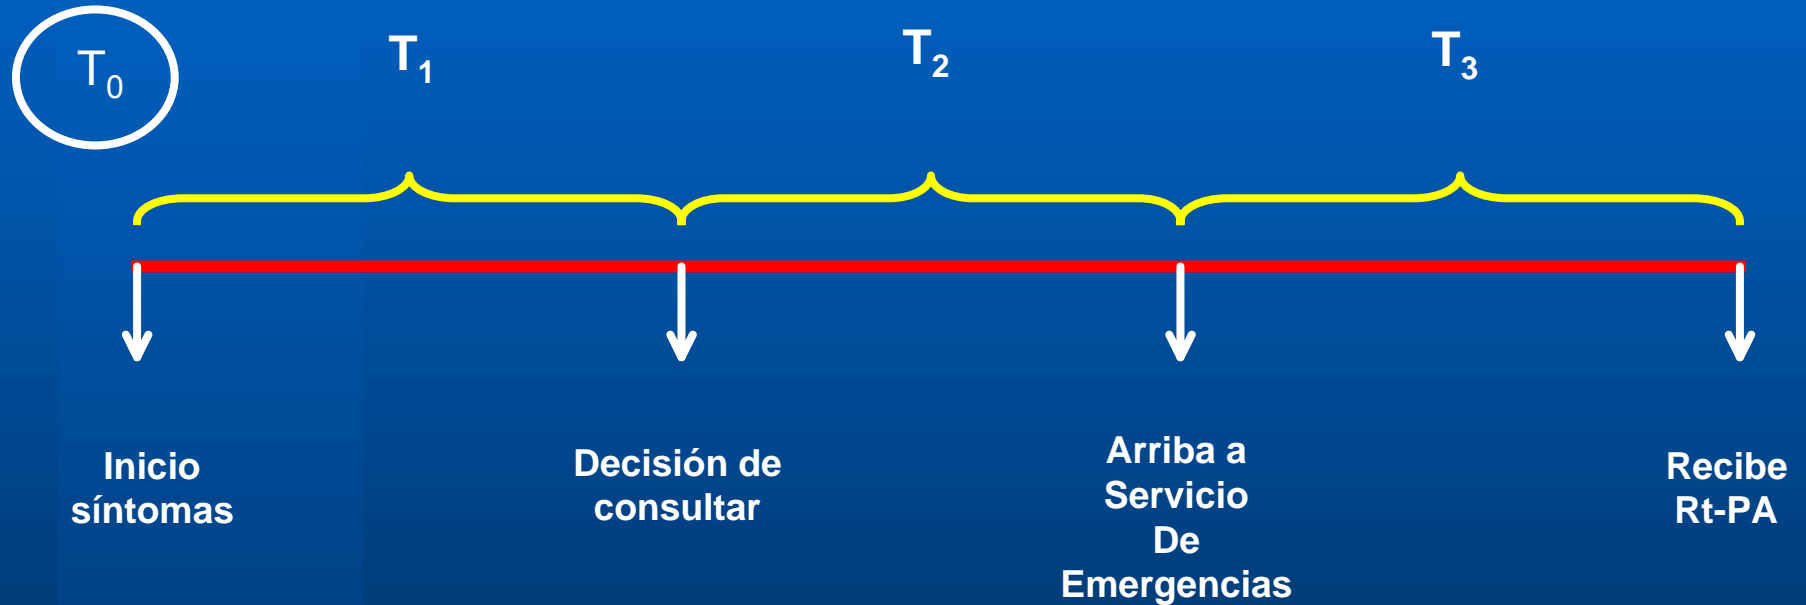 T₀
T₁
T₂
T₃
Inicio
síntomas
Decisión de
consultar
Arriba a
Servicio
De
Emergencias
Recibe
Rt-PA